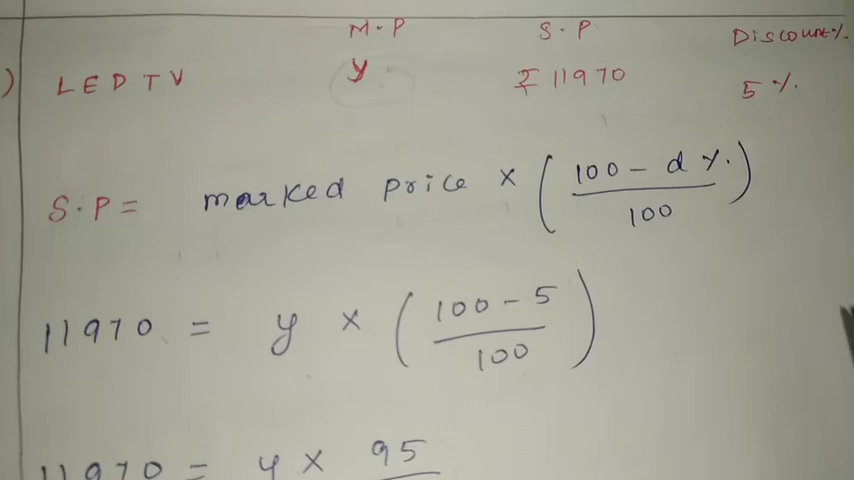 M.P S.P Discount%.
) LED TV y ₹11970 5%.
S.P = marked price × (100 - d%. / 100)
11970 = y × (100 - 5 / 100)
11970 = y × 95